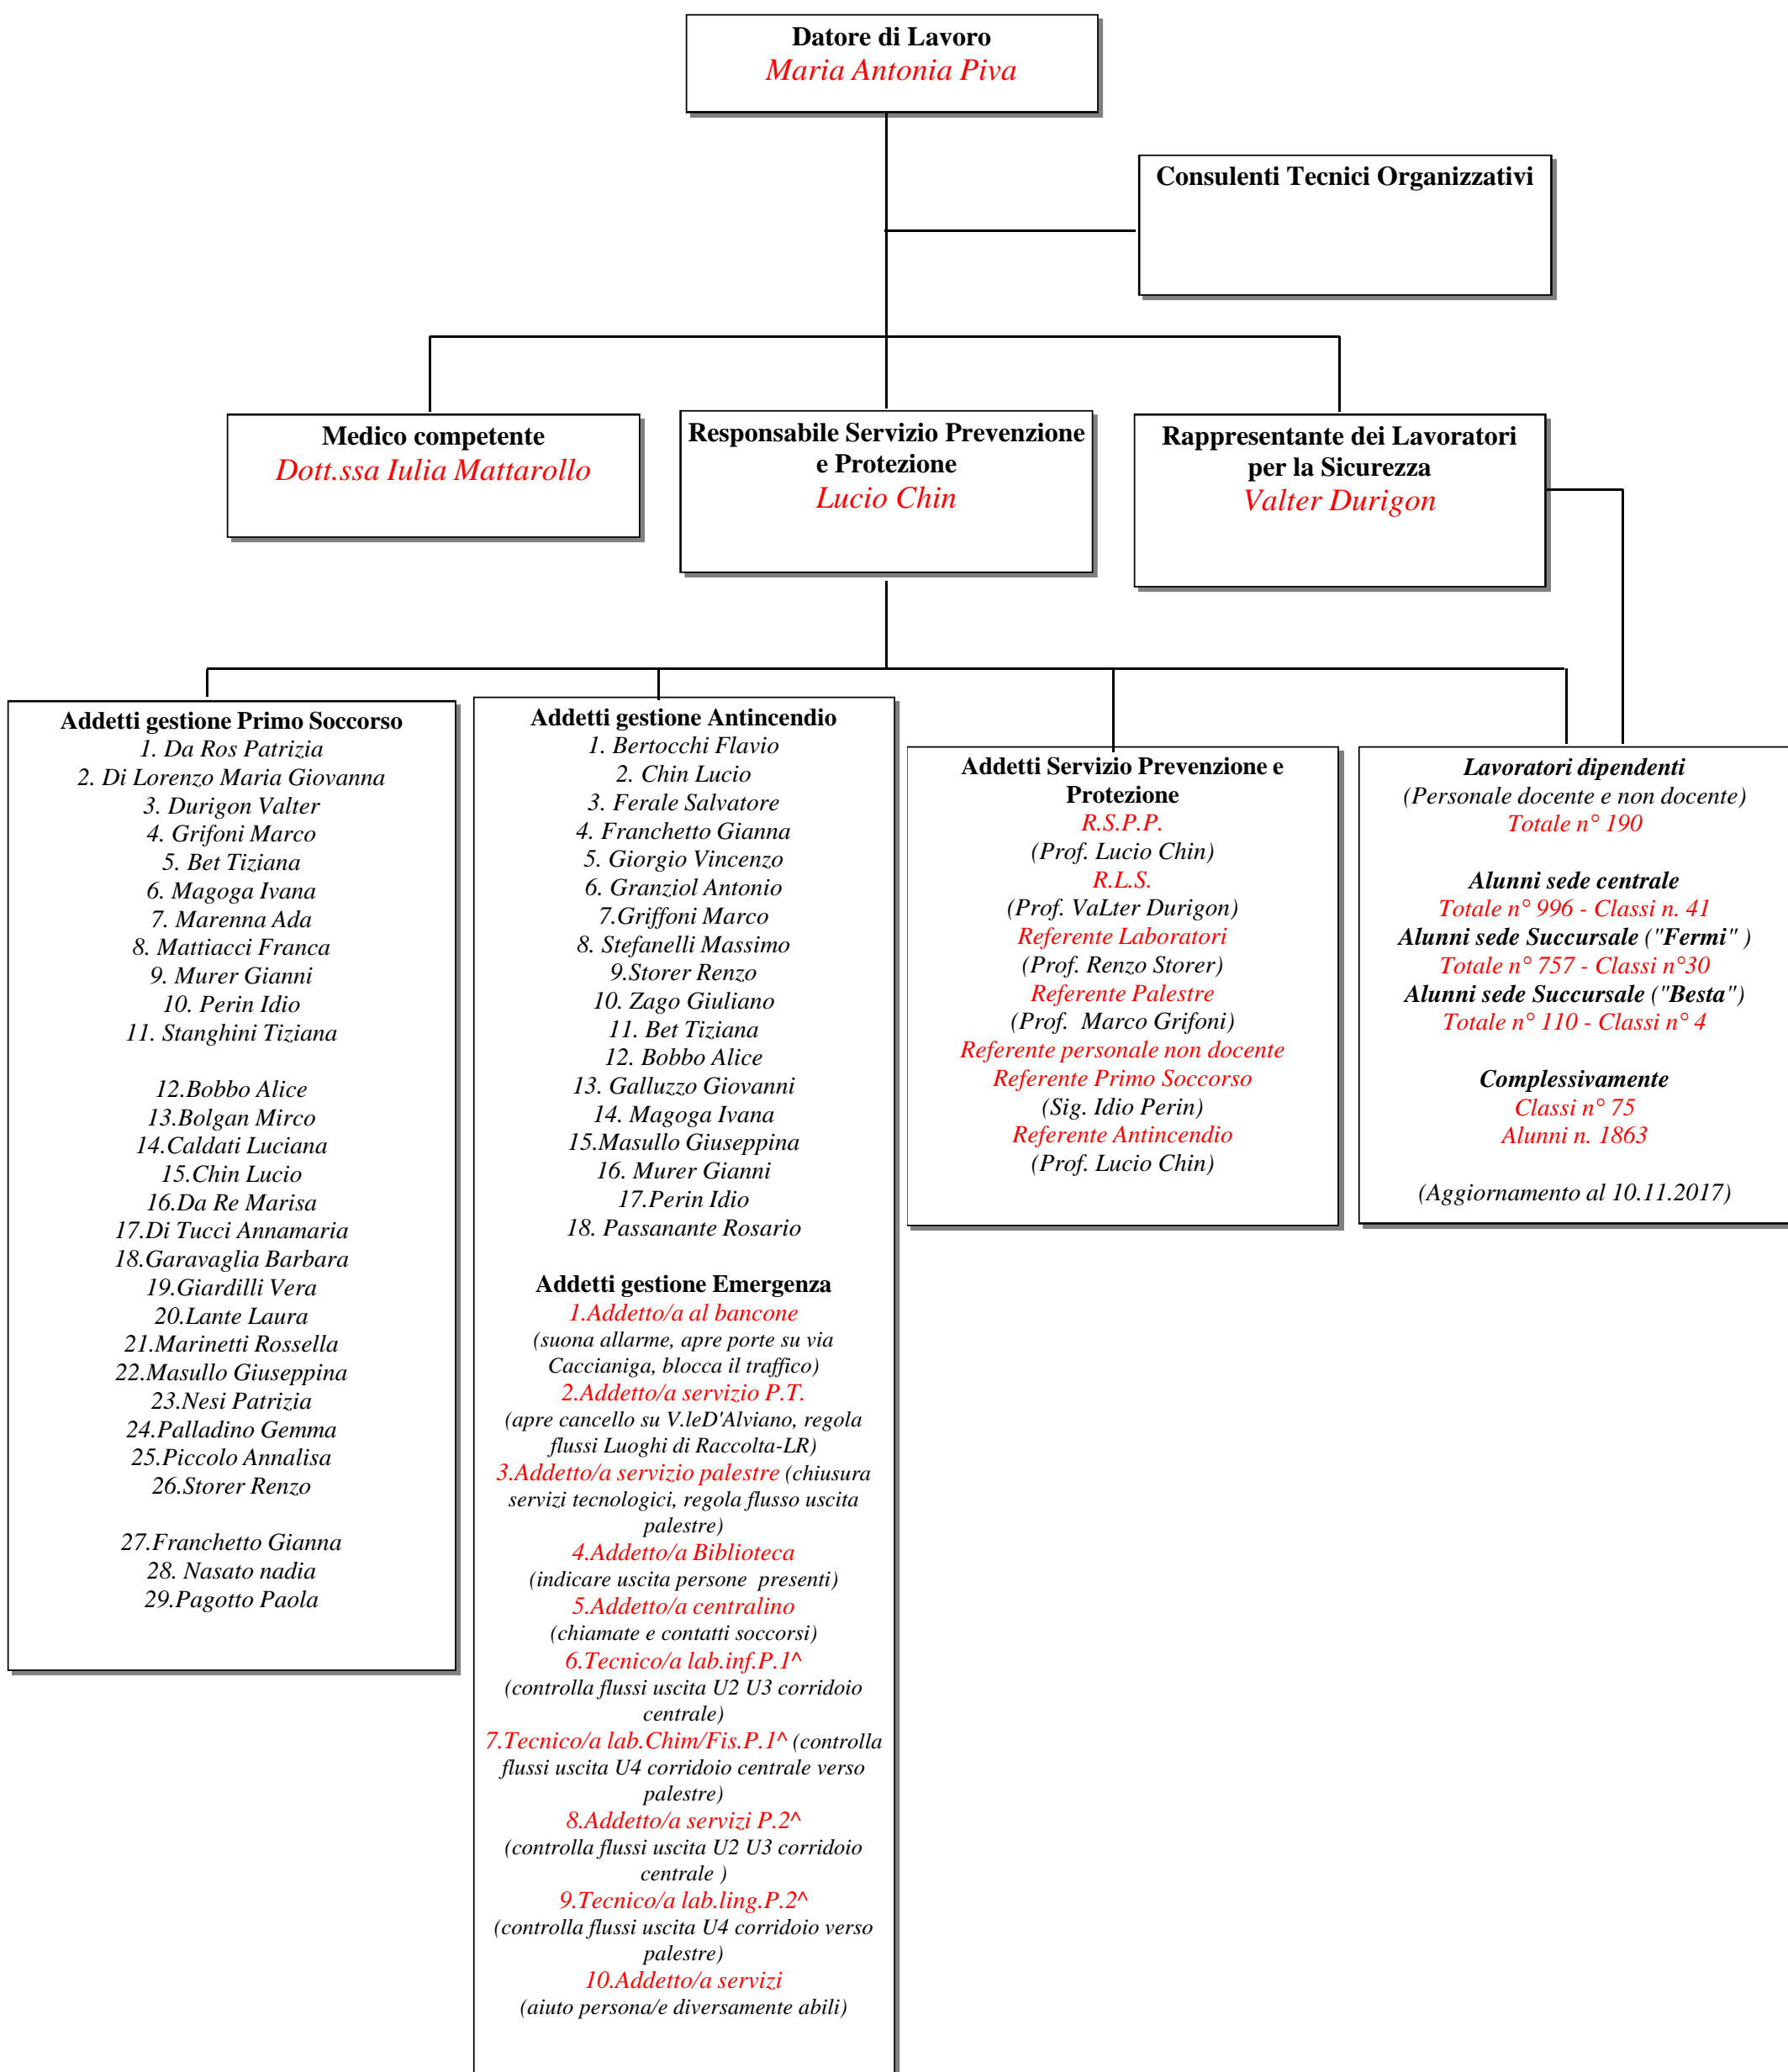 Datore di Lavoro
Maria Antonia Piva
Consulenti Tecnici Organizzativi
Medico competente
Dott.ssa Iulia Mattarollo
Responsabile Servizio Prevenzione
e Protezione
Lucio Chin
Rappresentante dei Lavoratori
per la Sicurezza
Valter Durigon
Addetti gestione Primo Soccorso
1. Da Ros Patrizia
2. Di Lorenzo Maria Giovanna
3. Durigon Valter
4. Grifoni Marco
5. Bet Tiziana
6. Magoga Ivana
7. Marenna Ada
8. Mattiacci Franca
9. Murer Gianni
10. Perin Idio
11. Stanghini Tiziana
12.Bobbo Alice
13.Bolgan Mirco
14.Caldati Luciana
15.Chin Lucio
16.Da Re Marisa
17.Di Tucci Annamaria
18.Garavaglia Barbara
19.Giardilli Vera
20.Lante Laura
21.Marinetti Rossella
22.Masullo Giuseppina
23.Nesi Patrizia
24.Palladino Gemma
25.Piccolo Annalisa
26.Storer Renzo
27.Franchetto Gianna
28. Nasato nadia
29.Pagotto Paola
Addetti gestione Antincendio
1. Bertocchi Flavio
2. Chin Lucio
3. Ferale Salvatore
4. Franchetto Gianna
5. Giorgio Vincenzo
6. Granziol Antonio
7.Griffoni Marco
8. Stefanelli Massimo
9.Storer Renzo
10. Zago Giuliano
11. Bet Tiziana
12. Bobbo Alice
13. Galluzzo Giovanni
14. Magoga Ivana
15.Masullo Giuseppina
16. Murer Gianni
17.Perin Idio
18. Passanante Rosario
Addetti gestione Emergenza
1.Addetto/a al bancone
(suona allarme, apre porte su via
Caccianiga, blocca il traffico)
2.Addetto/a servizio P.T.
(apre cancello su V.leD'Alviano, regola
flussi Luoghi di Raccolta-LR)
3.Addetto/a servizio palestre (chiusura
servizi tecnologici, regola flusso uscita
palestre)
4.Addetto/a Biblioteca
(indicare uscita persone presenti)
5.Addetto/a centralino
(chiamate e contatti soccorsi)
6.Tecnico/a lab.inf.P.1^
(controlla flussi uscita U2 U3 corridoio
centrale)
7.Tecnico/a lab.Chim/Fis.P.1^ (controlla
flussi uscita U4 corridoio centrale verso
palestre)
8.Addetto/a servizi P.2^
(controlla flussi uscita U2 U3 corridoio
centrale )
9.Tecnico/a lab.ling.P.2^
(controlla flussi uscita U4 corridoio verso
palestre)
10.Addetto/a servizi
(aiuto persona/e diversamente abili)
Addetti Servizio Prevenzione e
Protezione
R.S.P.P.
(Prof. Lucio Chin)
R.L.S.
(Prof. VaLter Durigon)
Referente Laboratori
(Prof. Renzo Storer)
Referente Palestre
(Prof. Marco Grifoni)
Referente personale non docente
Referente Primo Soccorso
(Sig. Idio Perin)
Referente Antincendio
(Prof. Lucio Chin)
Lavoratori dipendenti
(Personale docente e non docente)
Totale n° 190
Alunni sede centrale
Totale n° 996 - Classi n. 41
Alunni sede Succursale ("Fermi" )
Totale n° 757 - Classi n°30
Alunni sede Succursale ("Besta")
Totale n° 110 - Classi n° 4
Complessivamente
Classi n° 75
Alunni n. 1863
(Aggiornamento al 10.11.2017)